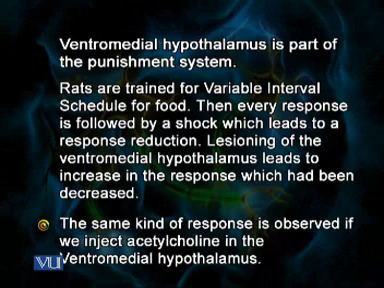 Ventromedial hypothalamus is part of
the punishment system.
Rats are trained for Variable Interval
Schedule for food. Then every response
is followed by a shock which leads to a
response reduction. Lesioning of the
ventromedial hypothalamus leads to
increase in the response which had been
decreased.
The same kind of response is observed if
we inject acetylcholine in the
Ventromedial hypothalamus.
VU